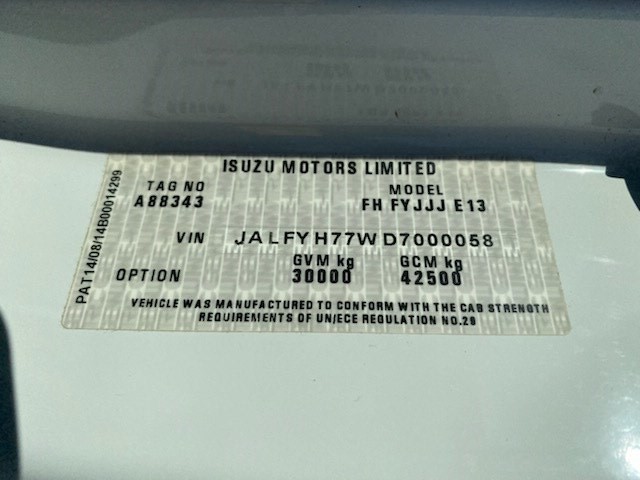 ISUZU MOTORS LIMITED
TAG NO MODEL
A88343 FH FYJJJ E13
VIN JALFYH77WD7000058
GVM kg GCM kg
OPTION 30000 42500
VEHICLE WAS MANUFACTURED TO CONFORM WITH THE CAB STRENGTH
REQUIREMENTS OF UN/ECE REGULATION NO.29
PAT14/08/14B00014299